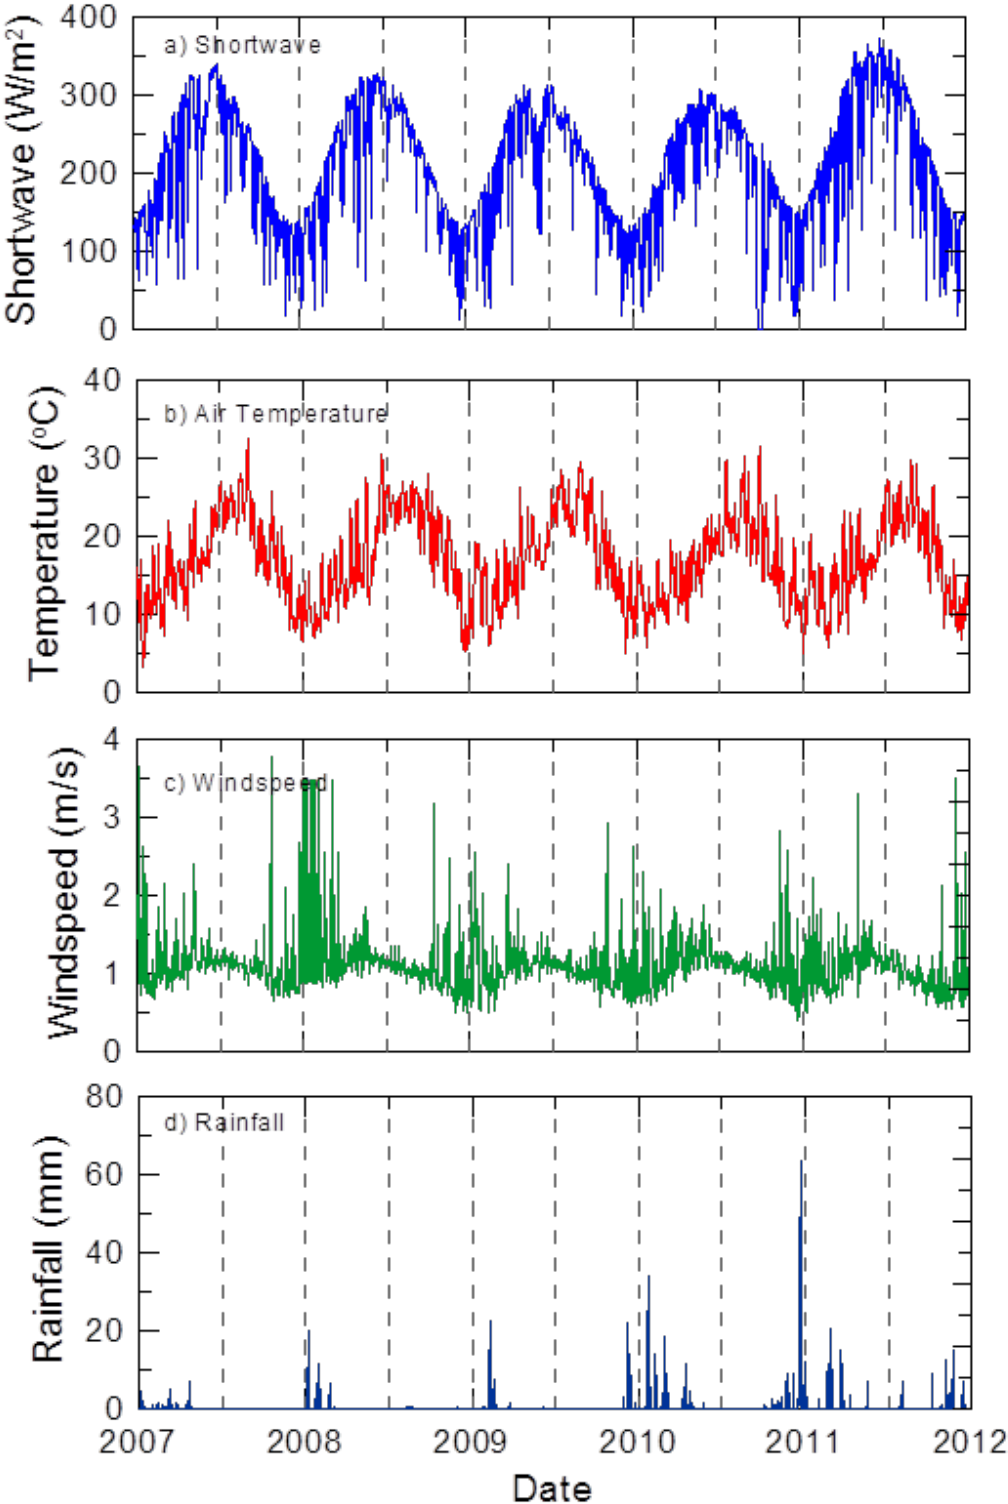 Shortwave (W/m²)
400
300
200
100
0
a) Shortwave
Temperature (ºC)
40
30
20
10
0
b) Air Temperature
Windspeed (m/s)
4
3
2
1
0
c) Windspeed
Rainfall (mm)
80
60
40
20
0
d) Rainfall
2007 2008 2009 2010 2011 2012
Date